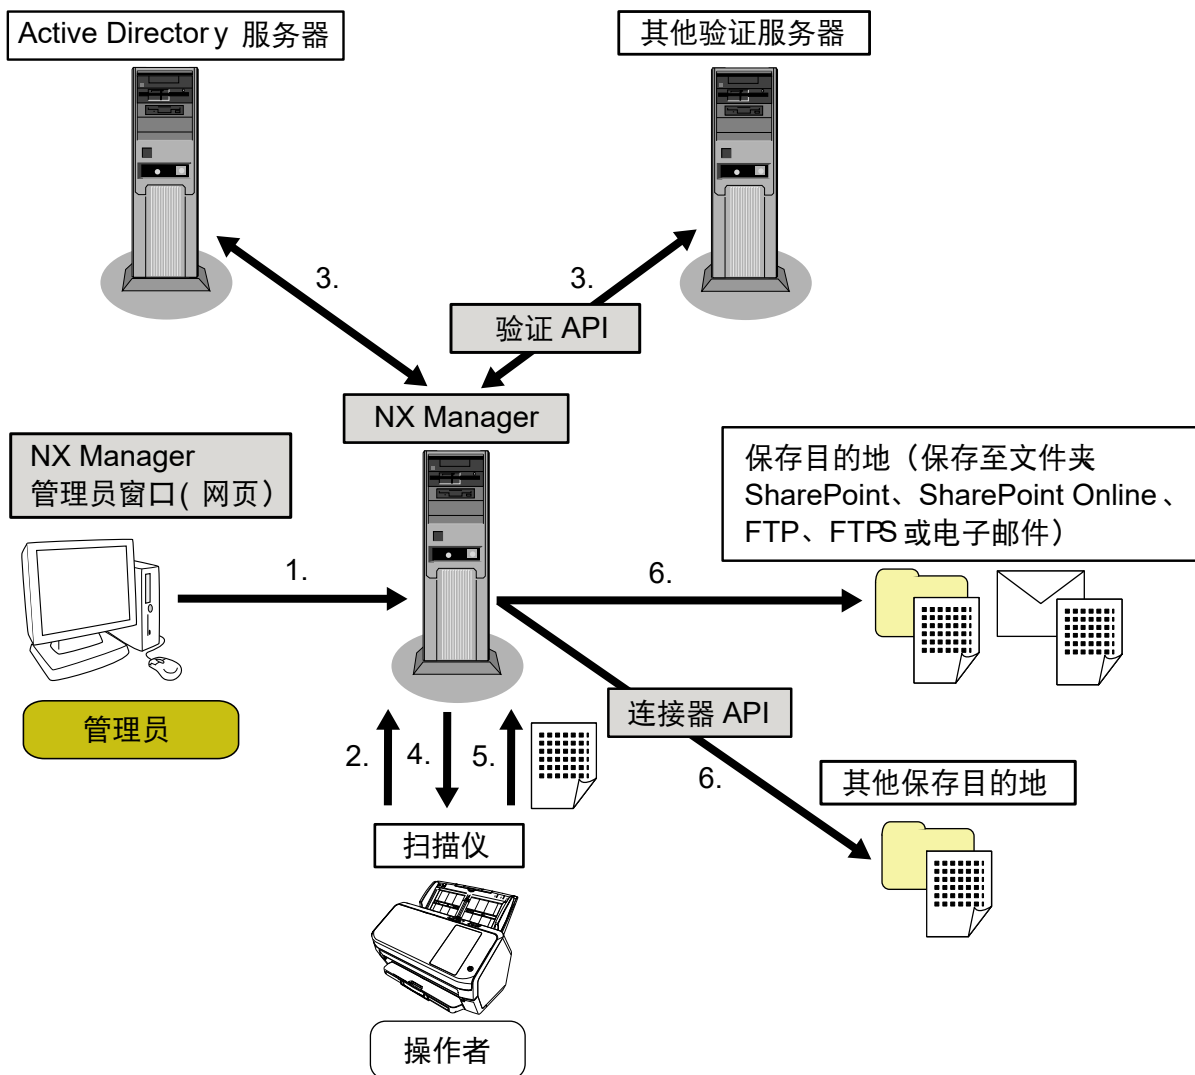 Active Directory 服务器
其他验证服务器
3.
3.
验证 API
NX Manager
NX Manager
管理员窗口( 网页）
保存目的地（保存至文件夹
SharePoint、SharePoint Online、
FTP、FTPS 或电子邮件）
1.
6.
管理员
2.
4.
5.
连接器 API
6.
其他保存目的地
扫描仪
操作者